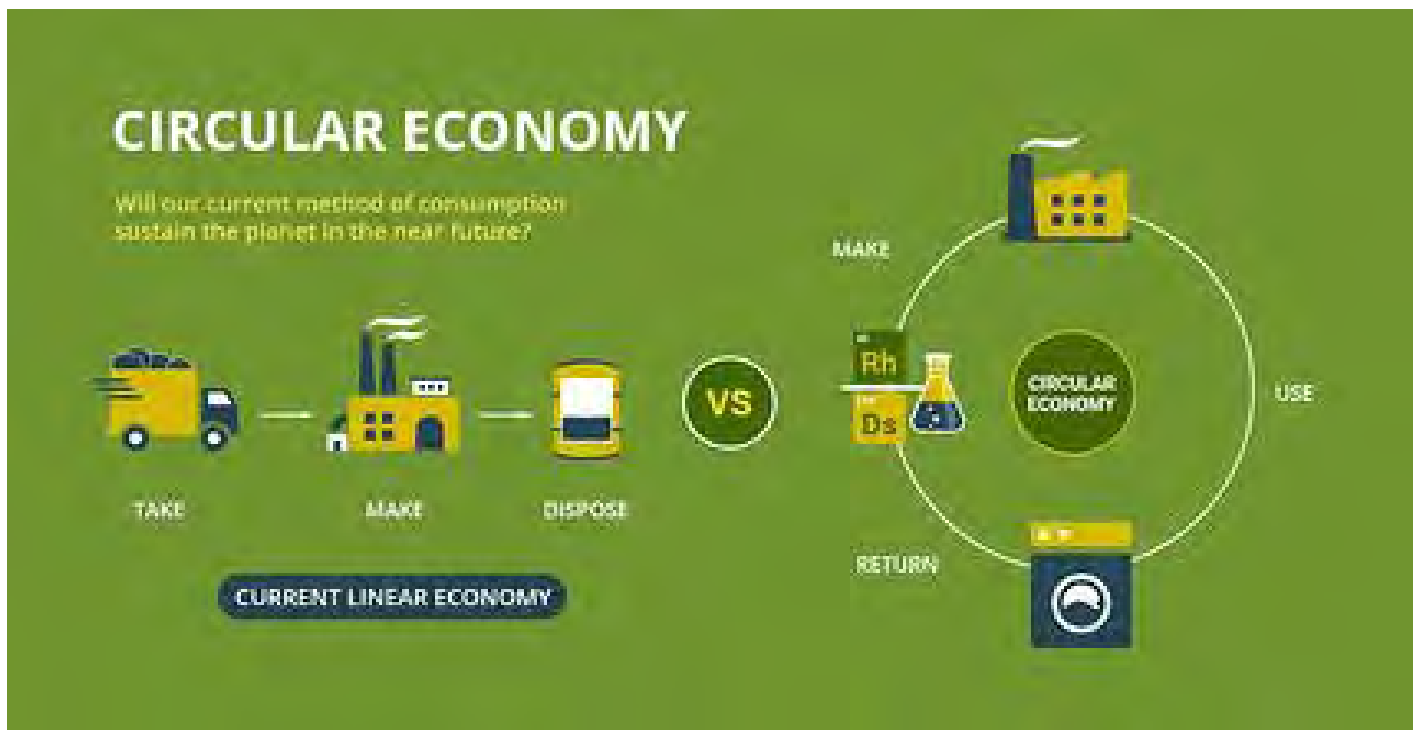 CIRCULAR ECONOMY
Will our current method of consumption
sustain the planet in the near future?
TAKE
MAKE
DISPOSE
CURRENT LINEAR ECONOMY
VS
MAKE
Rh
Ds
CIRCULAR
ECONOMY
USE
RETURN